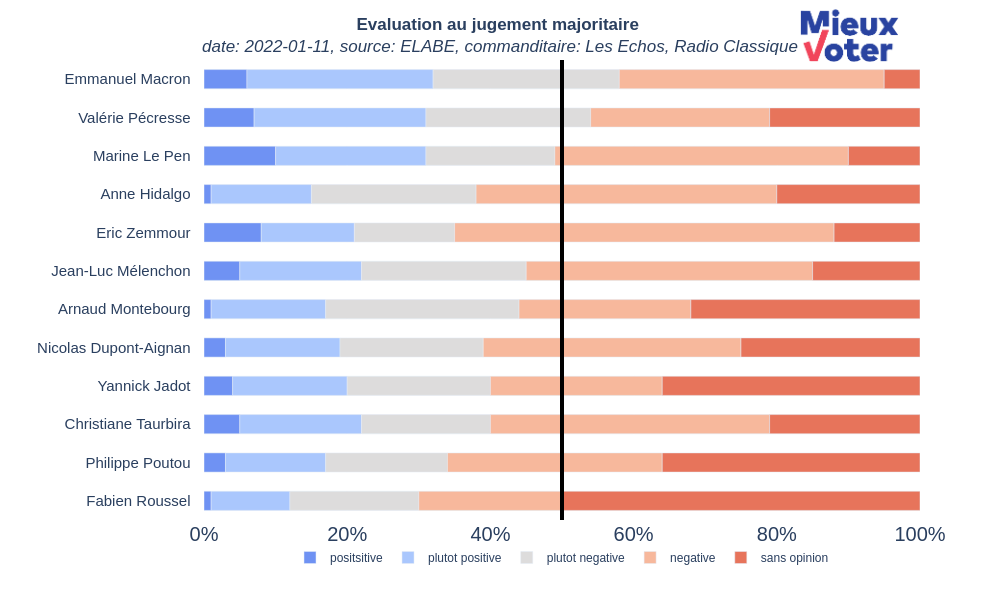 Evaluation au jugement majoritaire
date: 2022-01-11, source: ELABE, commanditaire: Les Echos, Radio Classique
Mieux
Voter
Emmanuel Macron
Valérie Pécresse
Marine Le Pen
Anne Hidalgo
Eric Zemmour
Jean-Luc Mélenchon
Arnaud Montebourg
Nicolas Dupont-Aignan
Yannick Jadot
Christiane Taurbira
Philippe Poutou
Fabien Roussel
0% 20% 40% 60% 80% 100%
positsitive plutot positive plutot negative negative sans opinion